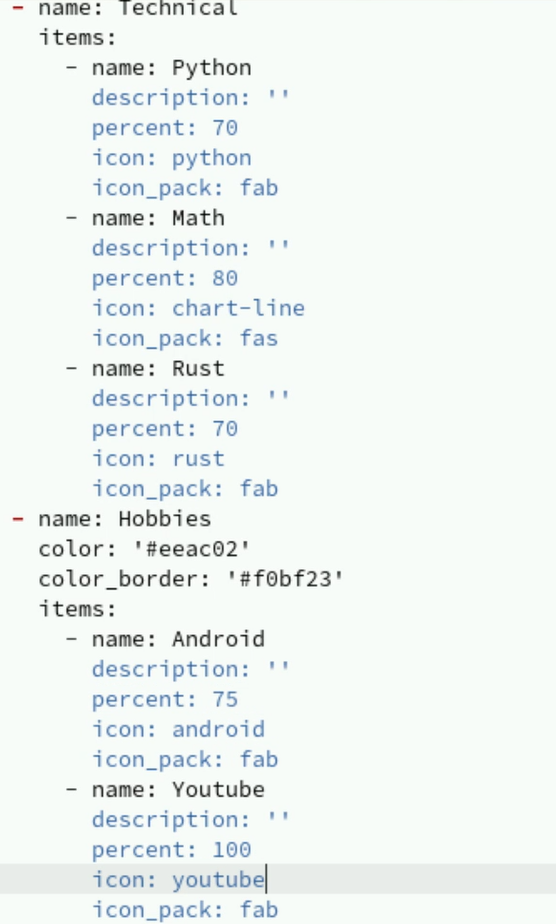 - name: Technical
  items:
    - name: Python
      description: ''
      percent: 70
      icon: python
      icon_pack: fab
    - name: Math
      description: ''
      percent: 80
      icon: chart-line
      icon_pack: fas
    - name: Rust
      description: ''
      percent: 70
      icon: rust
      icon_pack: fab
- name: Hobbies
  color: '#eeac02'
  color_border: '#f0bf23'
  items:
    - name: Android
      description: ''
      percent: 75
      icon: android
      icon_pack: fab
    - name: Youtube
      description: ''
      percent: 100
      icon: youtube
      icon_pack: fab